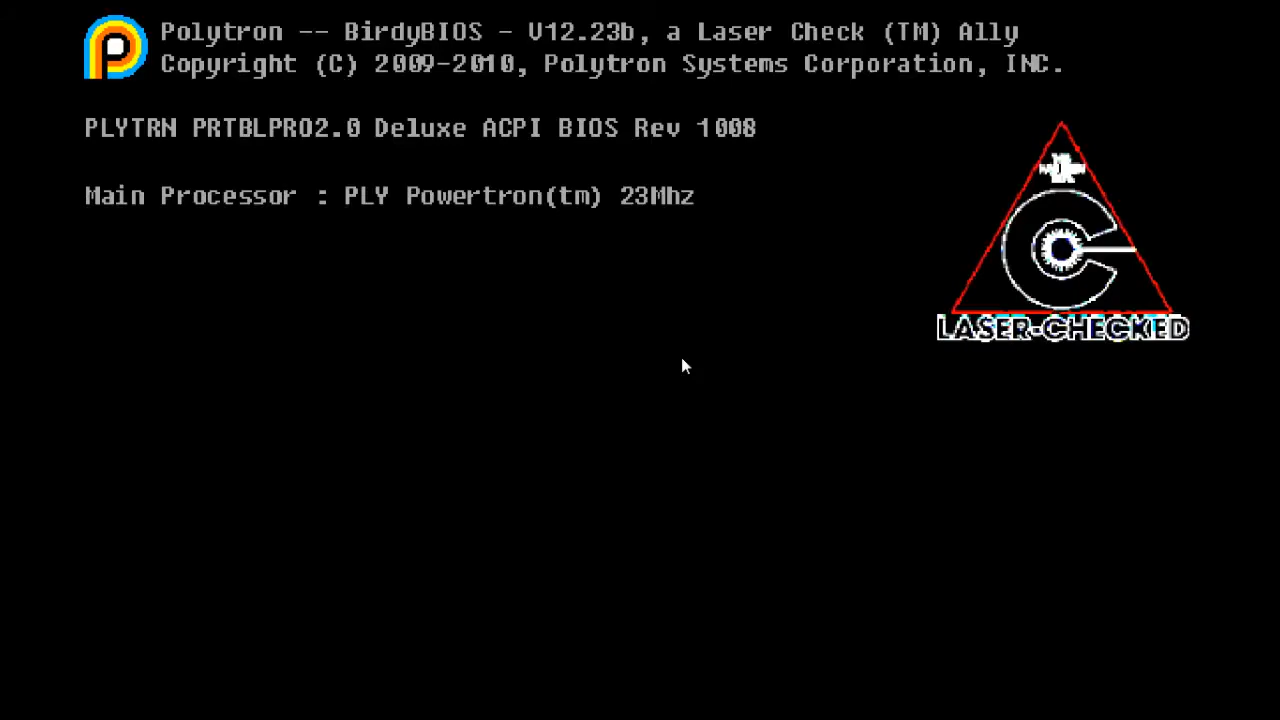 Polytron -- BirdyBIOS - V12.23b, a Laser Check (TM) Ally
Copyright (C) 2009-2010, Polytron Systems Corporation, INC.
PLYTRN PRTBLPRO2.0 Deluxe ACPI BIOS Rev 1008
Main Processor : PLY Powertron(tm) 23Mhz
LASER-CHECKED